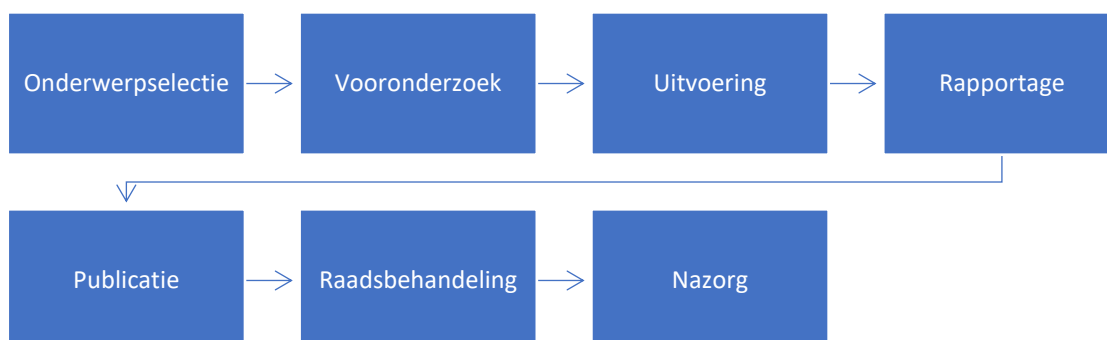 Onderwerpselectie
Vooronderzoek
Uitvoering
Rapportage
Publicatie
Raadsbehandeling
Nazorg